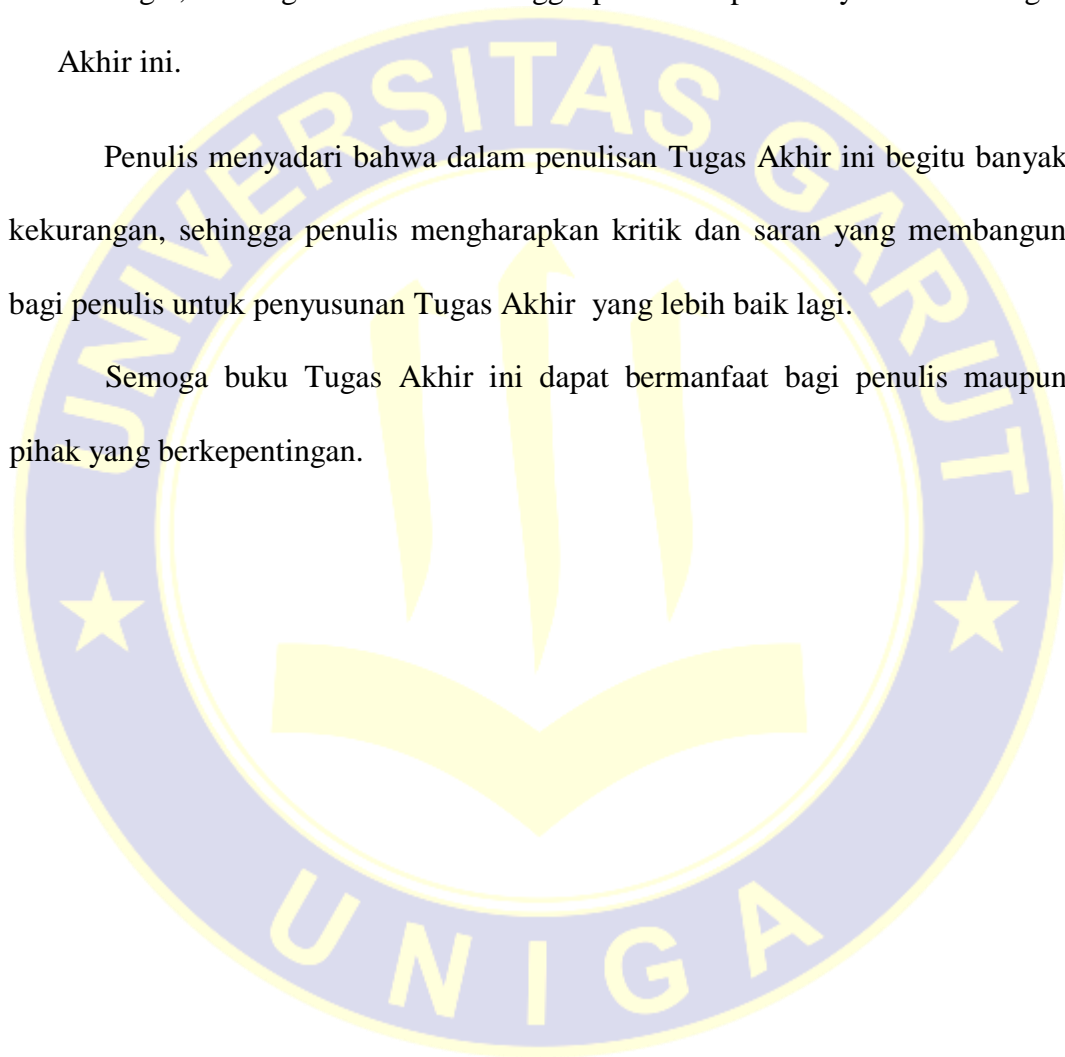 Akhir ini.
Penulis menyadari bahwa dalam penulisan Tugas Akhir ini begitu banyak
kekurangan, sehingga penulis mengharapkan kritik dan saran yang membangun
bagi penulis untuk penyusunan Tugas Akhir yang lebih baik lagi.
Semoga buku Tugas Akhir ini dapat bermanfaat bagi penulis maupun
pihak yang berkepentingan.
UNIVERSITAS GARUT
UNIGA